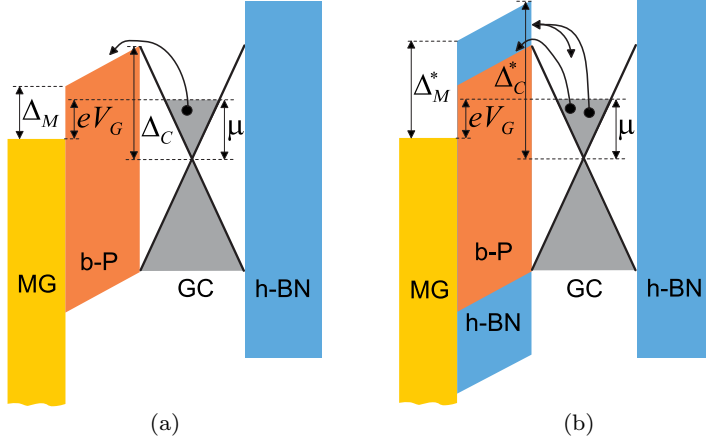 Δ_M
eV_G
Δ_C
μ
b-P
MG
GC
h-BN
(a)
Δ*_M
Δ*_C
eV_G
μ
b-P
MG
h-BN
GC
h-BN
(b)